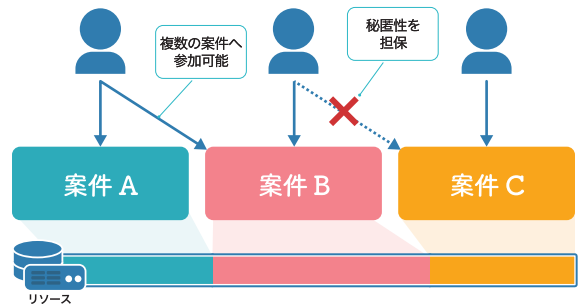 複数の案件へ
参加可能
秘匿性を
担保
案件 A
案件 B
案件 C
リソース